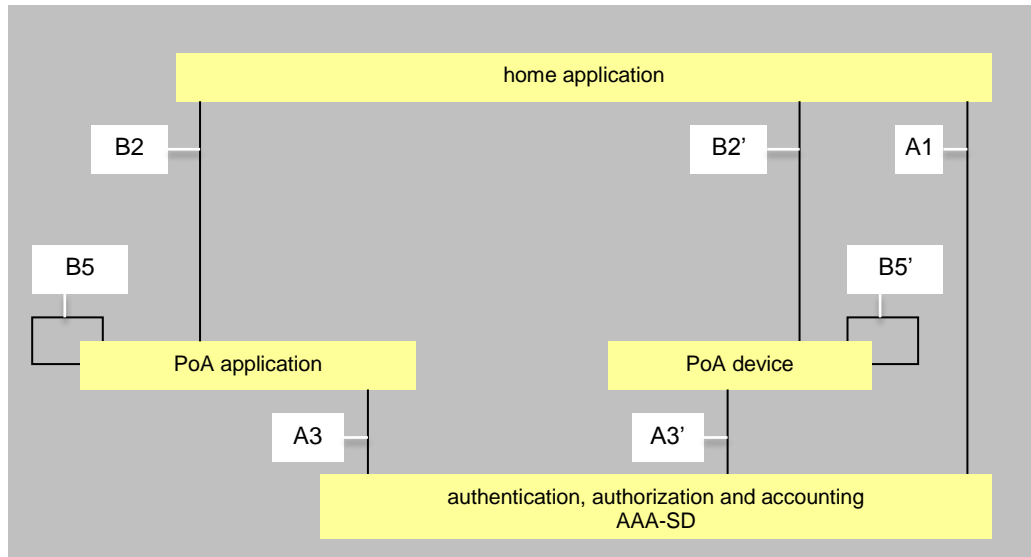 home application
B2
B2’
A1
B5
B5’
PoA application
PoA device
A3
A3’
authentication, authorization and accounting
AAA-SD